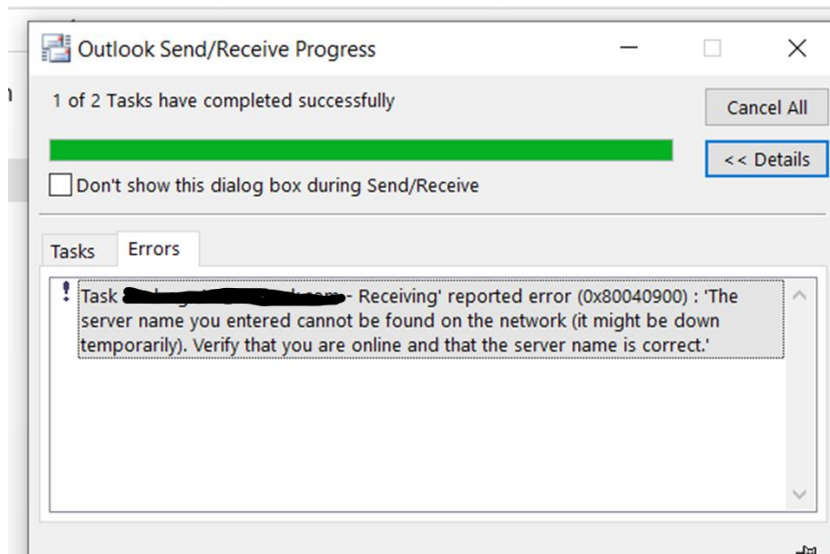 Outlook Send/Receive Progress
1 of 2 Tasks have completed successfully
Cancel All
<< Details
Don't show this dialog box during Send/Receive
Tasks
Errors
Task - Receiving' reported error (0x80040900) : 'The
server name you entered cannot be found on the network (it might be down
temporarily). Verify that you are online and that the server name is correct.'